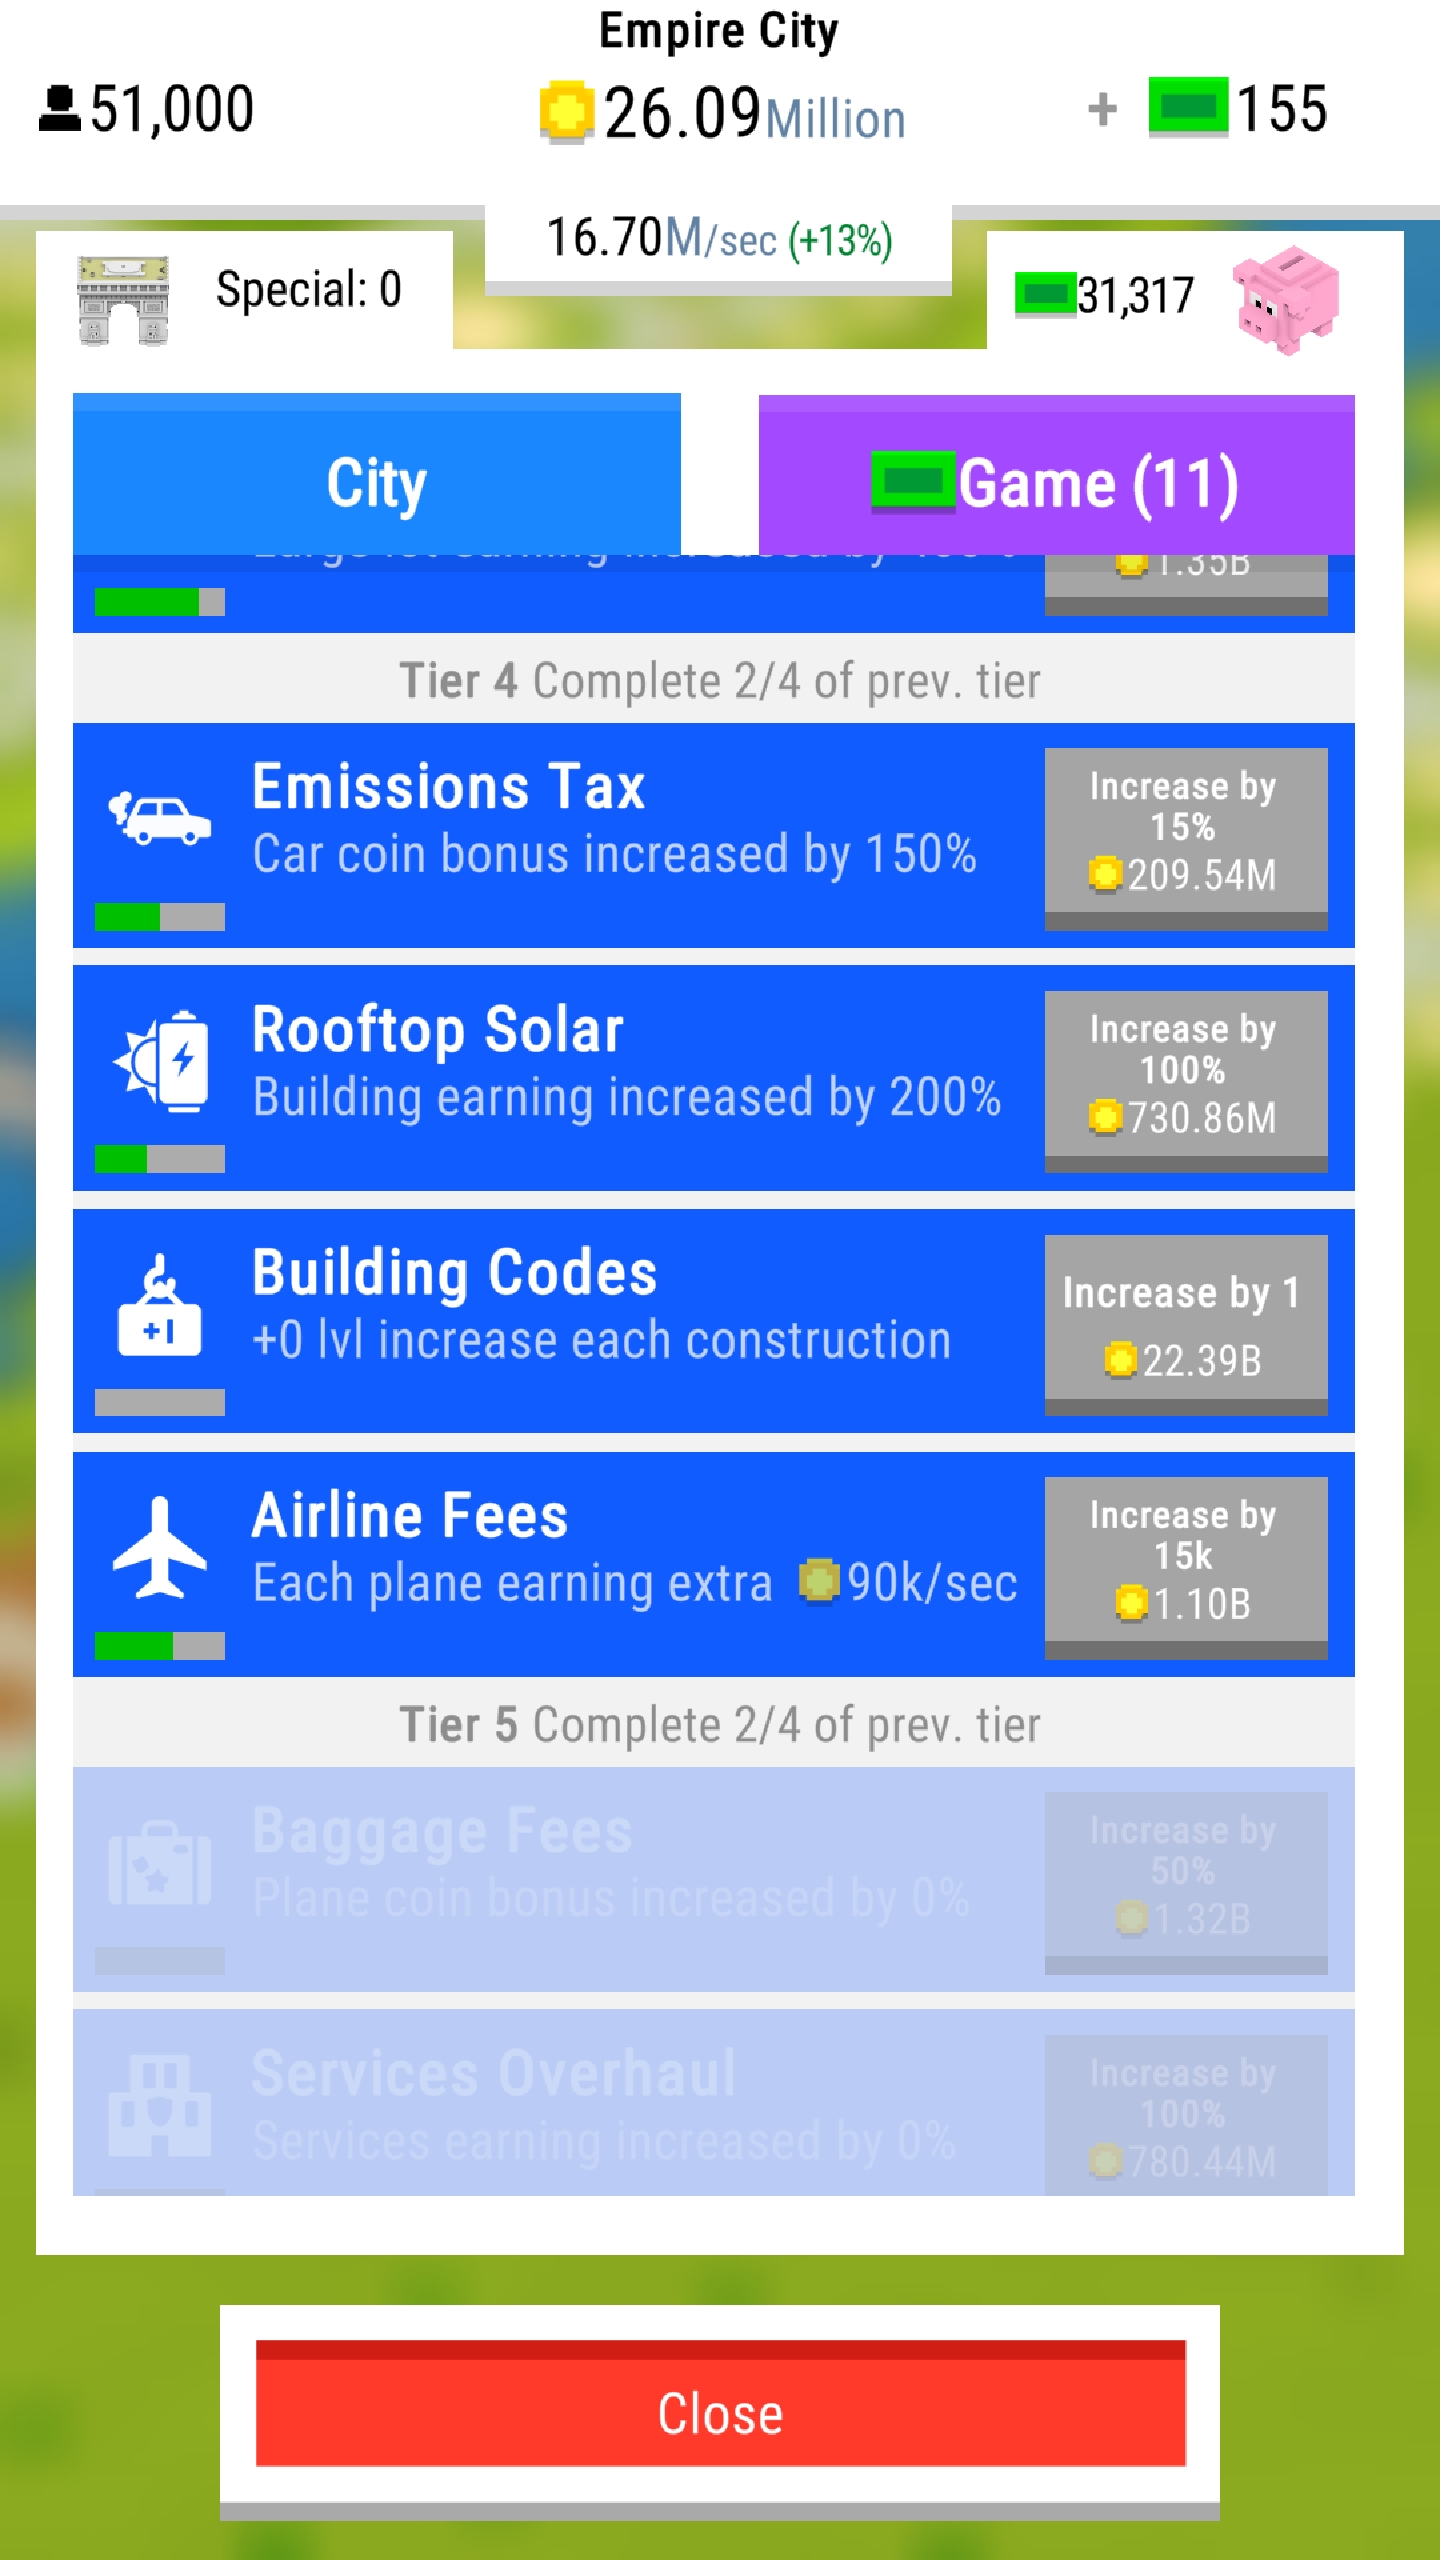 Empire City
51,000
26.09Million
+ 155
16.70M/sec (+13%)
Special: 0
31,317
City
Game (11)
1.35B
Tier 4 Complete 2/4 of prev. tier
Emissions Tax
Car coin bonus increased by 150%
Increase by
15%
209.54M
Rooftop Solar
Building earning increased by 200%
Increase by
100%
730.86M
Building Codes
+0 lvl increase each construction
+1
Increase by 1
22.39B
Airline Fees
Each plane earning extra 90k/sec
Increase by
15k
1.10B
Tier 5 Complete 2/4 of prev. tier
Baggage Fees
Plane coin bonus increased by 0%
Increase by
50%
1.32B
Services Overhaul
Services earning increased by 0%
Increase by
100%
780.44M
Close